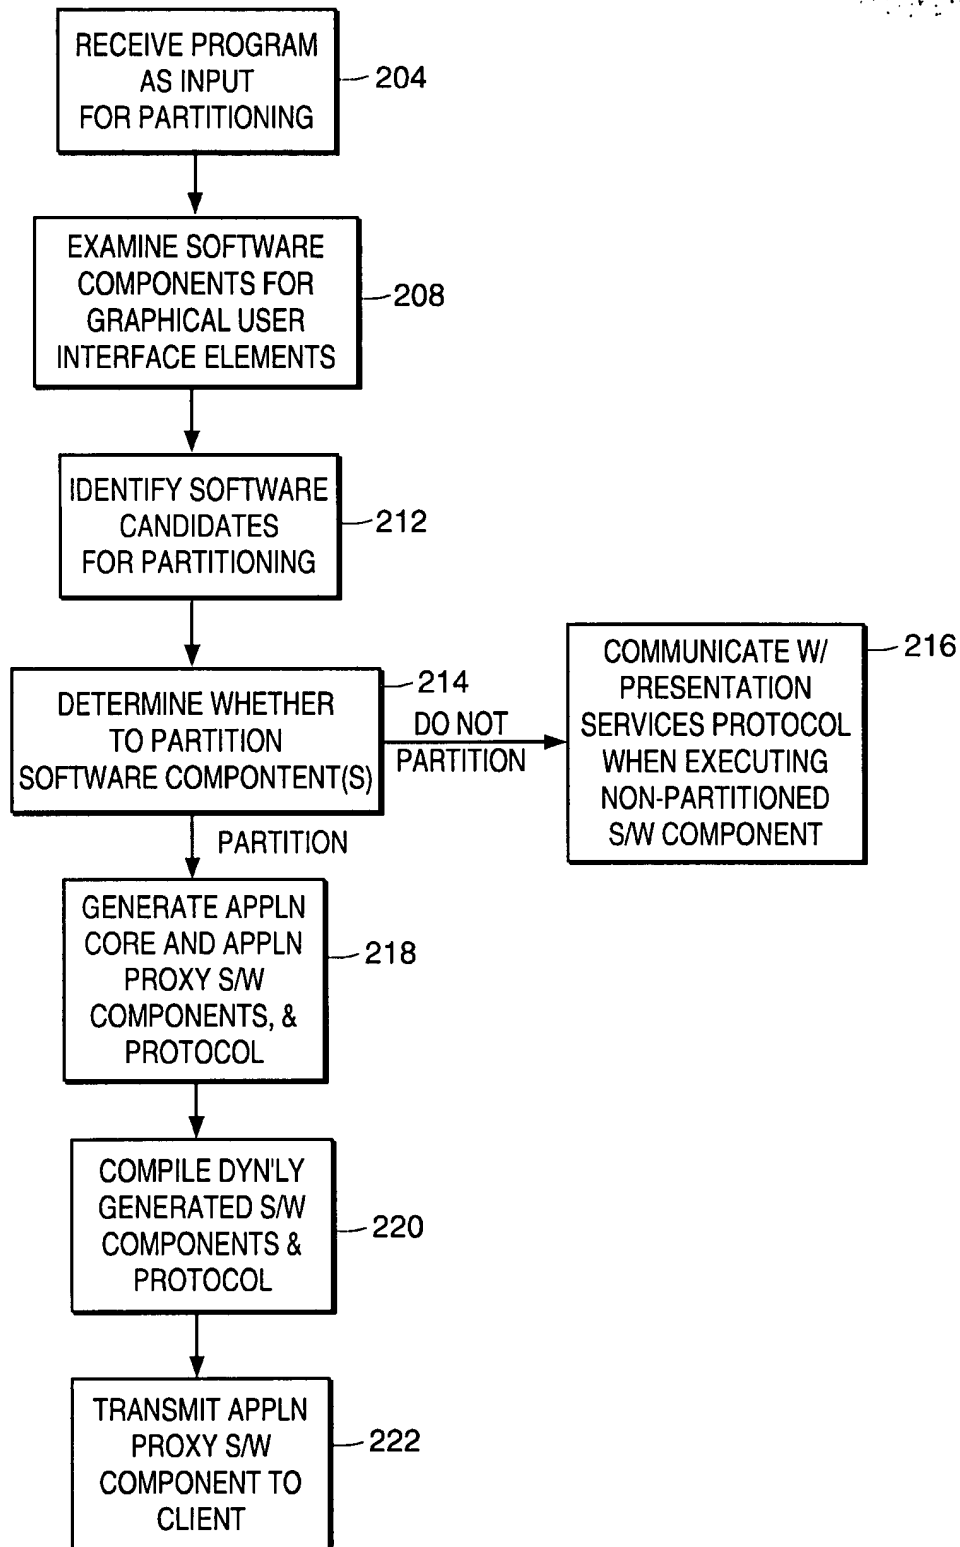 RECEIVE PROGRAM
AS INPUT
FOR PARTITIONING
204
EXAMINE SOFTWARE
COMPONENTS FOR
GRAPHICAL USER
INTERFACE ELEMENTS
208
IDENTIFY SOFTWARE
CANDIDATES
FOR PARTITIONING
212
DETERMINE WHETHER
TO PARTITION
SOFTWARE COMPONTENT(S)
214
DO NOT
PARTITION
COMMUNICATE W/
PRESENTATION
SERVICES PROTOCOL
WHEN EXECUTING
NON-PARTITIONED
S/W COMPONENT
216
PARTITION
GENERATE APPLN
CORE AND APPLN
PROXY S/W
COMPONENTS, &
PROTOCOL
218
COMPILE DYN'LY
GENERATED S/W
COMPONENTS &
PROTOCOL
220
TRANSMIT APPLN
PROXY S/W
COMPONENT TO
CLIENT
222